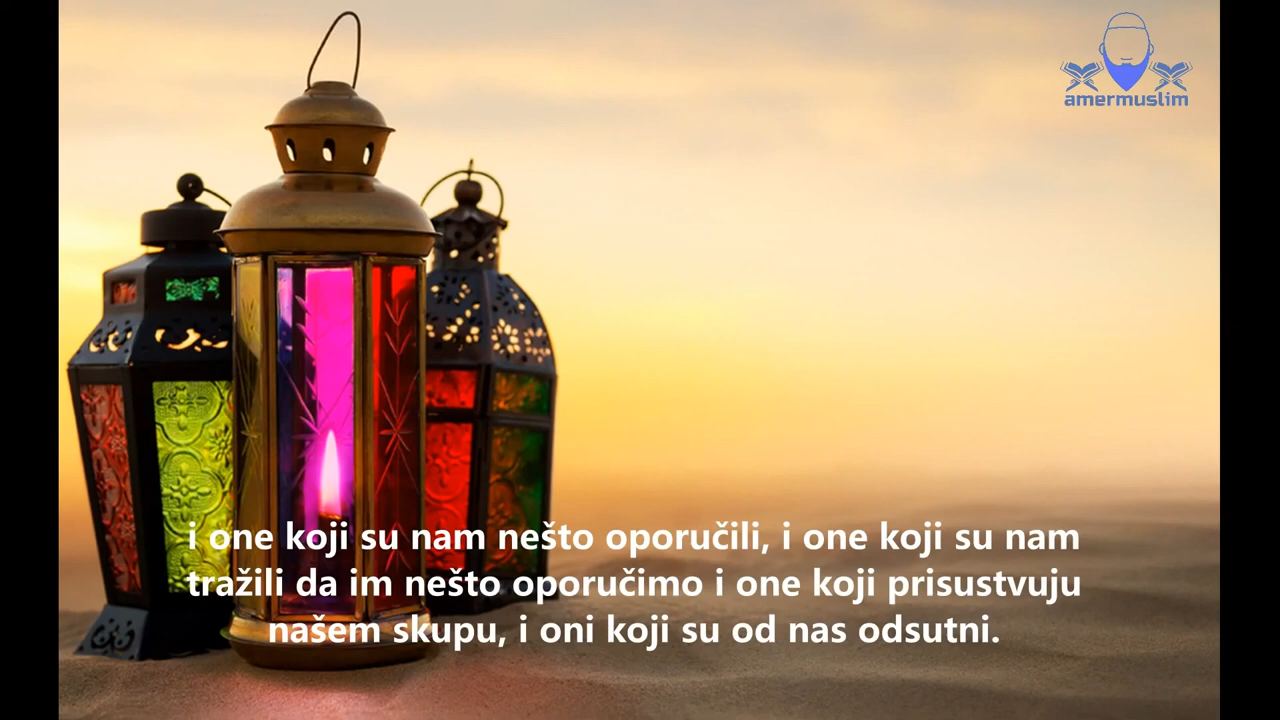 amermuslim
i one koji su nam nešto oporučili, i one koji su nam
tražili da im nešto oporučimo i one koji prisustvuju
našem skupu, i oni koji su od nas odsutni.